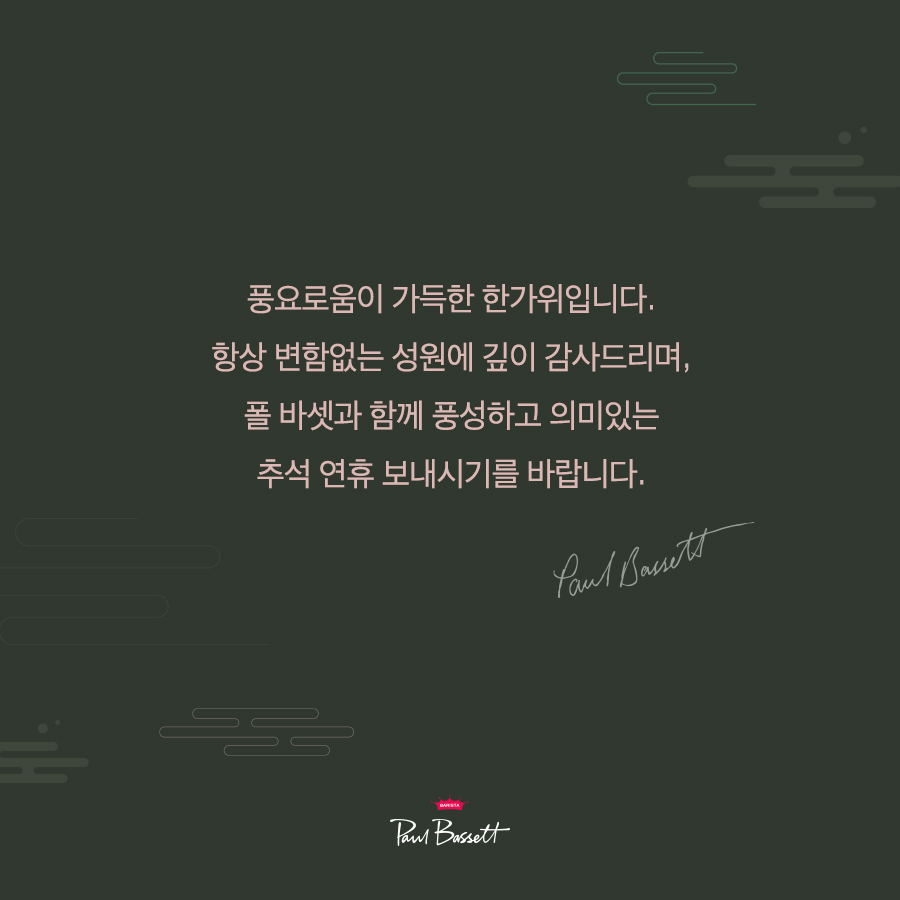 풍요로움이 가득한 한가위입니다.
항상 변함없는 성원에 깊이 감사드리며,
폴 바셋과 함께 풍성하고 의미있는
추석 연휴 보내시기를 바랍니다.
Paul Bassett
BARISTA
Paul Bassett